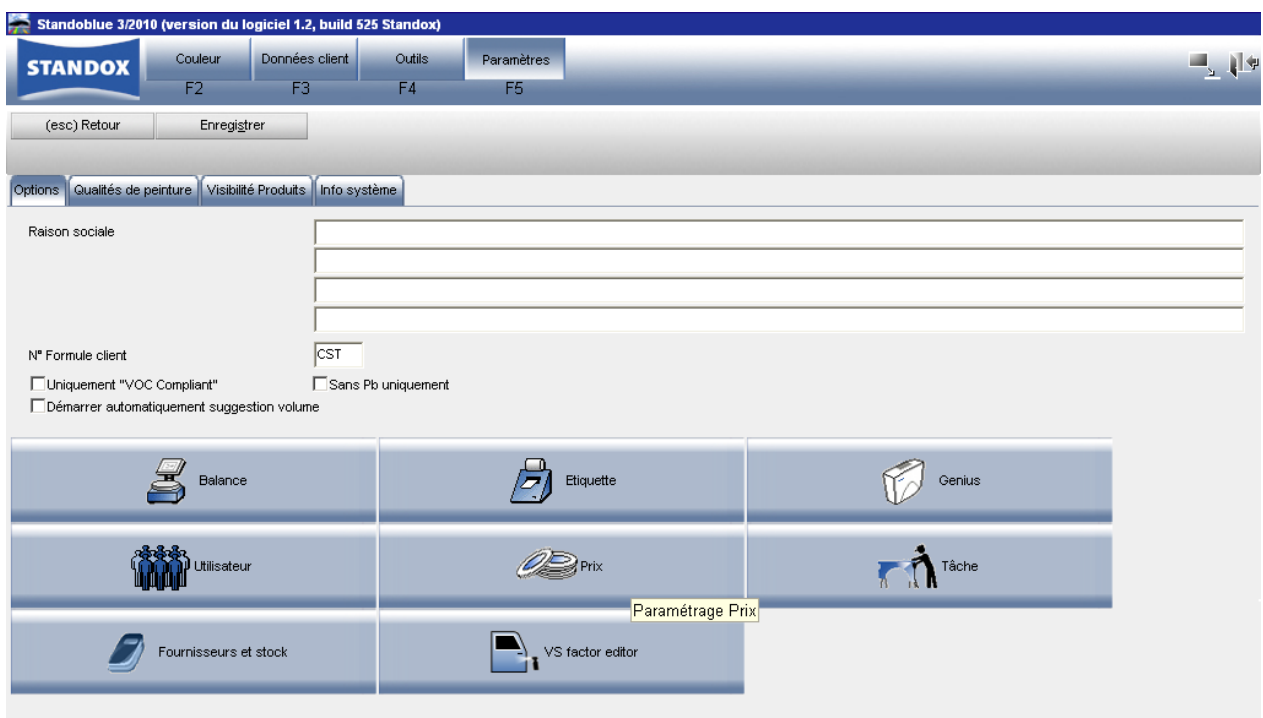 Standoblue 3/2010 (version du logiciel 1.2, build 525 Standox)
STANDOX
Couleur Données client Outils Paramètres
F2 F3 F4 F5
(esc) Retour Enregistrer
Options Qualités de peinture Visibilité Produits Info système
Raison sociale
N° Formule client CST
Uniquement "VOC Compliant" Sans Pb uniquement
Démarrer automatiquement suggestion volume
Balance Etiquette Genius
Utilisateur Prix Tâche
Paramétrage Prix
Fournisseurs et stock VS factor editor